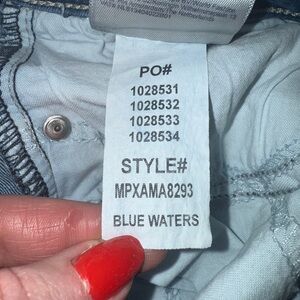 PO#
1028531
1028532
1028533
1028534
STYLE#
MPXAMA8293
BLUE WATERS